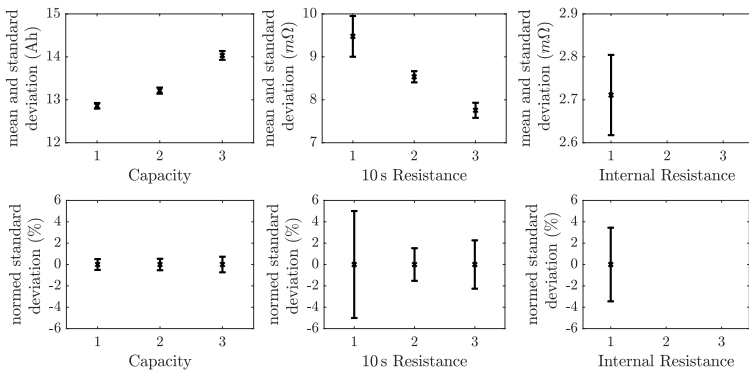 mean and standard
deviation (Ah)
15
14
13
12
1 2 3
Capacity
mean and standard
deviation (mΩ)
10
9
8
7
1 2 3
10 s Resistance
mean and standard
deviation (mΩ)
2.9
2.8
2.7
2.6
1 2 3
Internal Resistance
normed standard
deviation (%)
6
4
2
0
-2
-4
-6
1 2 3
Capacity
normed standard
deviation (%)
6
4
2
0
-2
-4
-6
1 2 3
10 s Resistance
normed standard
deviation (%)
6
4
2
0
-2
-4
-6
1 2 3
Internal Resistance